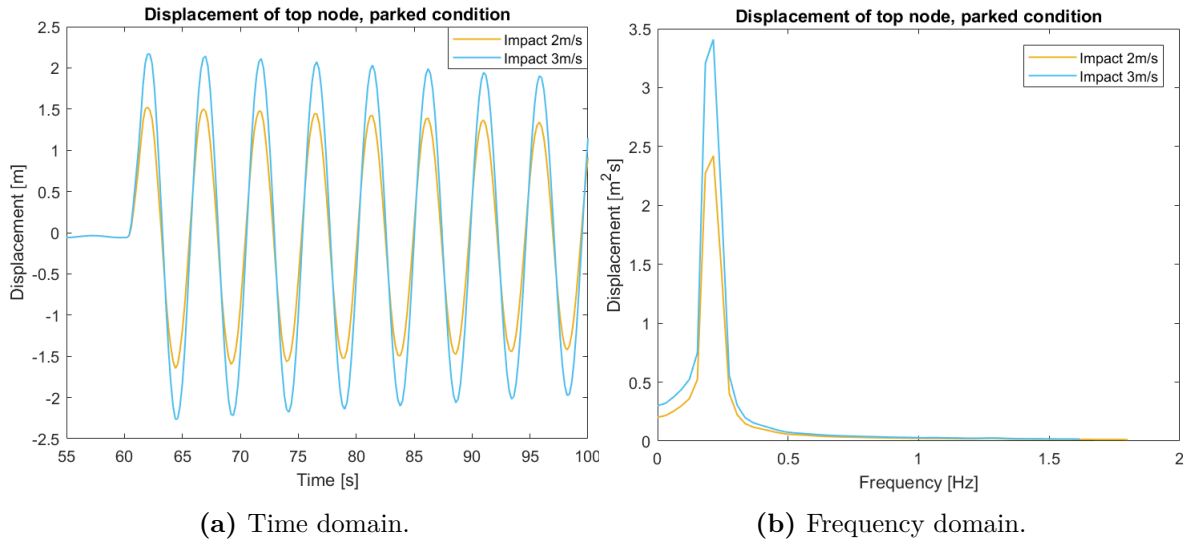 Displacement of top node, parked condition
2.5
2
1.5
1
0.5
0
-0.5
-1
-1.5
-2
-2.5
Displacement [m]
55 60 65 70 75 80 85 90 95 100
Time [s]
Impact 2m/s
Impact 3m/s
(a) Time domain.
Displacement of top node, parked condition
3.5
3
2.5
2
1.5
1
0.5
0
Displacement [m²s]
0 0.5 1 1.5 2
Frequency [Hz]
Impact 2m/s
Impact 3m/s
(b) Frequency domain.